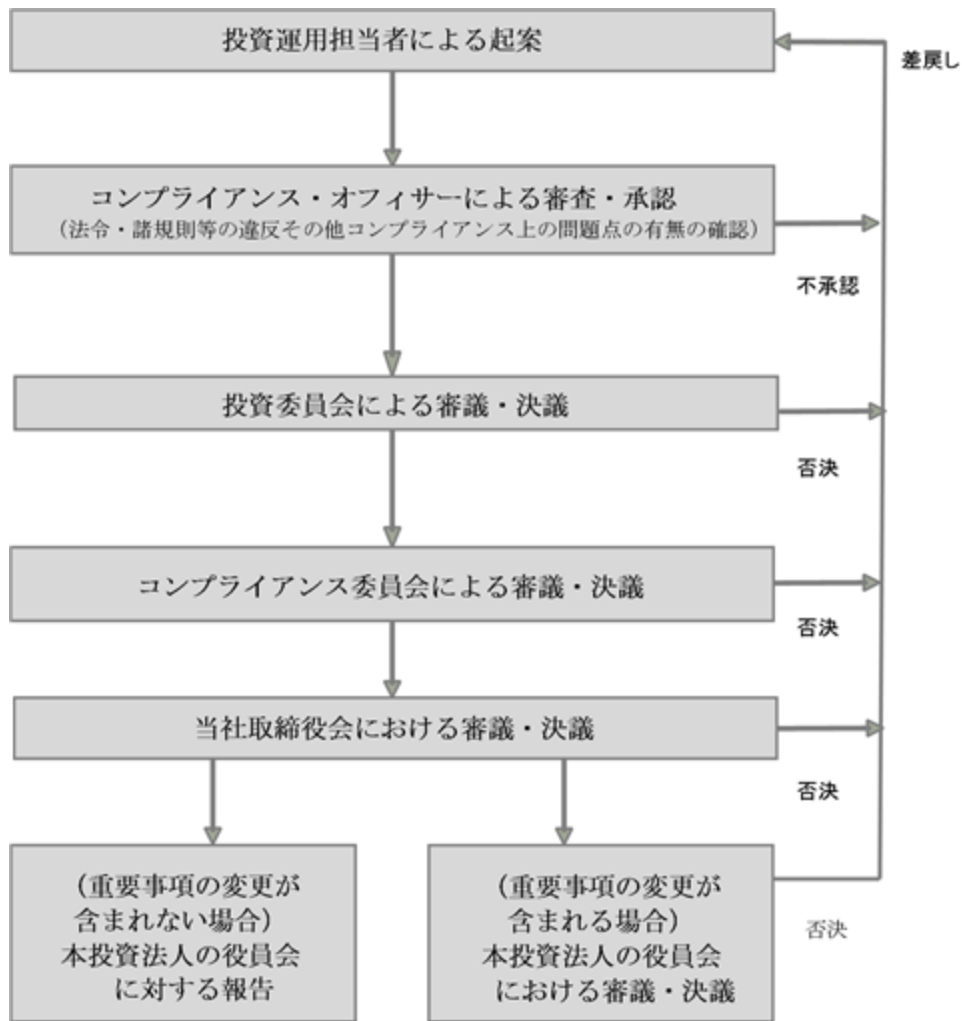 投資運用担当者による起案
差戻し
コンプライアンス・オフィサーによる審査・承認
（法令・諸規則等の違反その他コンプライアンス上の問題点の有無の確認）
不承認
投資委員会による審議・決議
否決
コンプライアンス委員会による審議・決議
否決
当社取締役会における審議・決議
否決
（重要事項の変更が
含まれない場合）
本投資法人の役員会
に対する報告
（重要事項の変更が
含まれる場合）
本投資法人の役員会
における審議・決議
否決